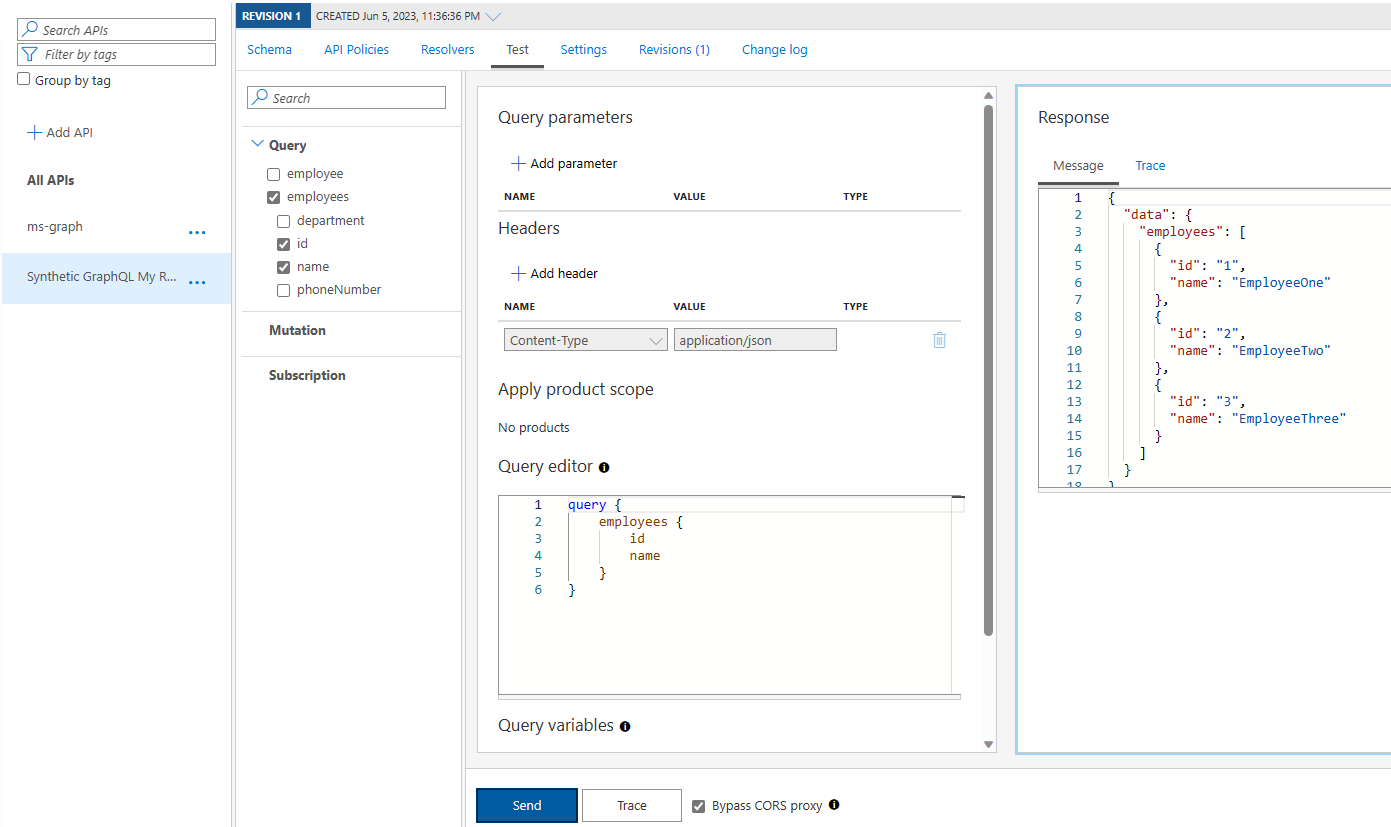 Search APIs
Filter by tags
Group by tag
Add API
All APIs
ms-graph
...
Synthetic GraphQL My R...
...
REVISION 1 CREATED Jun 5, 2023, 11:36:36 PM
Schema API Policies Resolvers Test Settings Revisions (1) Change log
Search
Query
employee
employees
department
id
name
phoneNumber
Mutation
Subscription
Query parameters
Add parameter
NAME VALUE TYPE
Headers
Add header
NAME VALUE TYPE
Content-Type application/json
Apply product scope
No products
Query editor
1 query {
2 employees {
3 id
4 name
5 }
6 }
Query variables
Send Trace Bypass CORS proxy
Response
Message Trace
1 {
2 "data": {
3 "employees": [
4 {
5 "id": "1",
6 "name": "EmployeeOne"
7 },
8 {
9 "id": "2",
10 "name": "EmployeeTwo"
11 },
12 {
13 "id": "3",
14 "name": "EmployeeThree"
15 }
16 ]
17 }
18 }